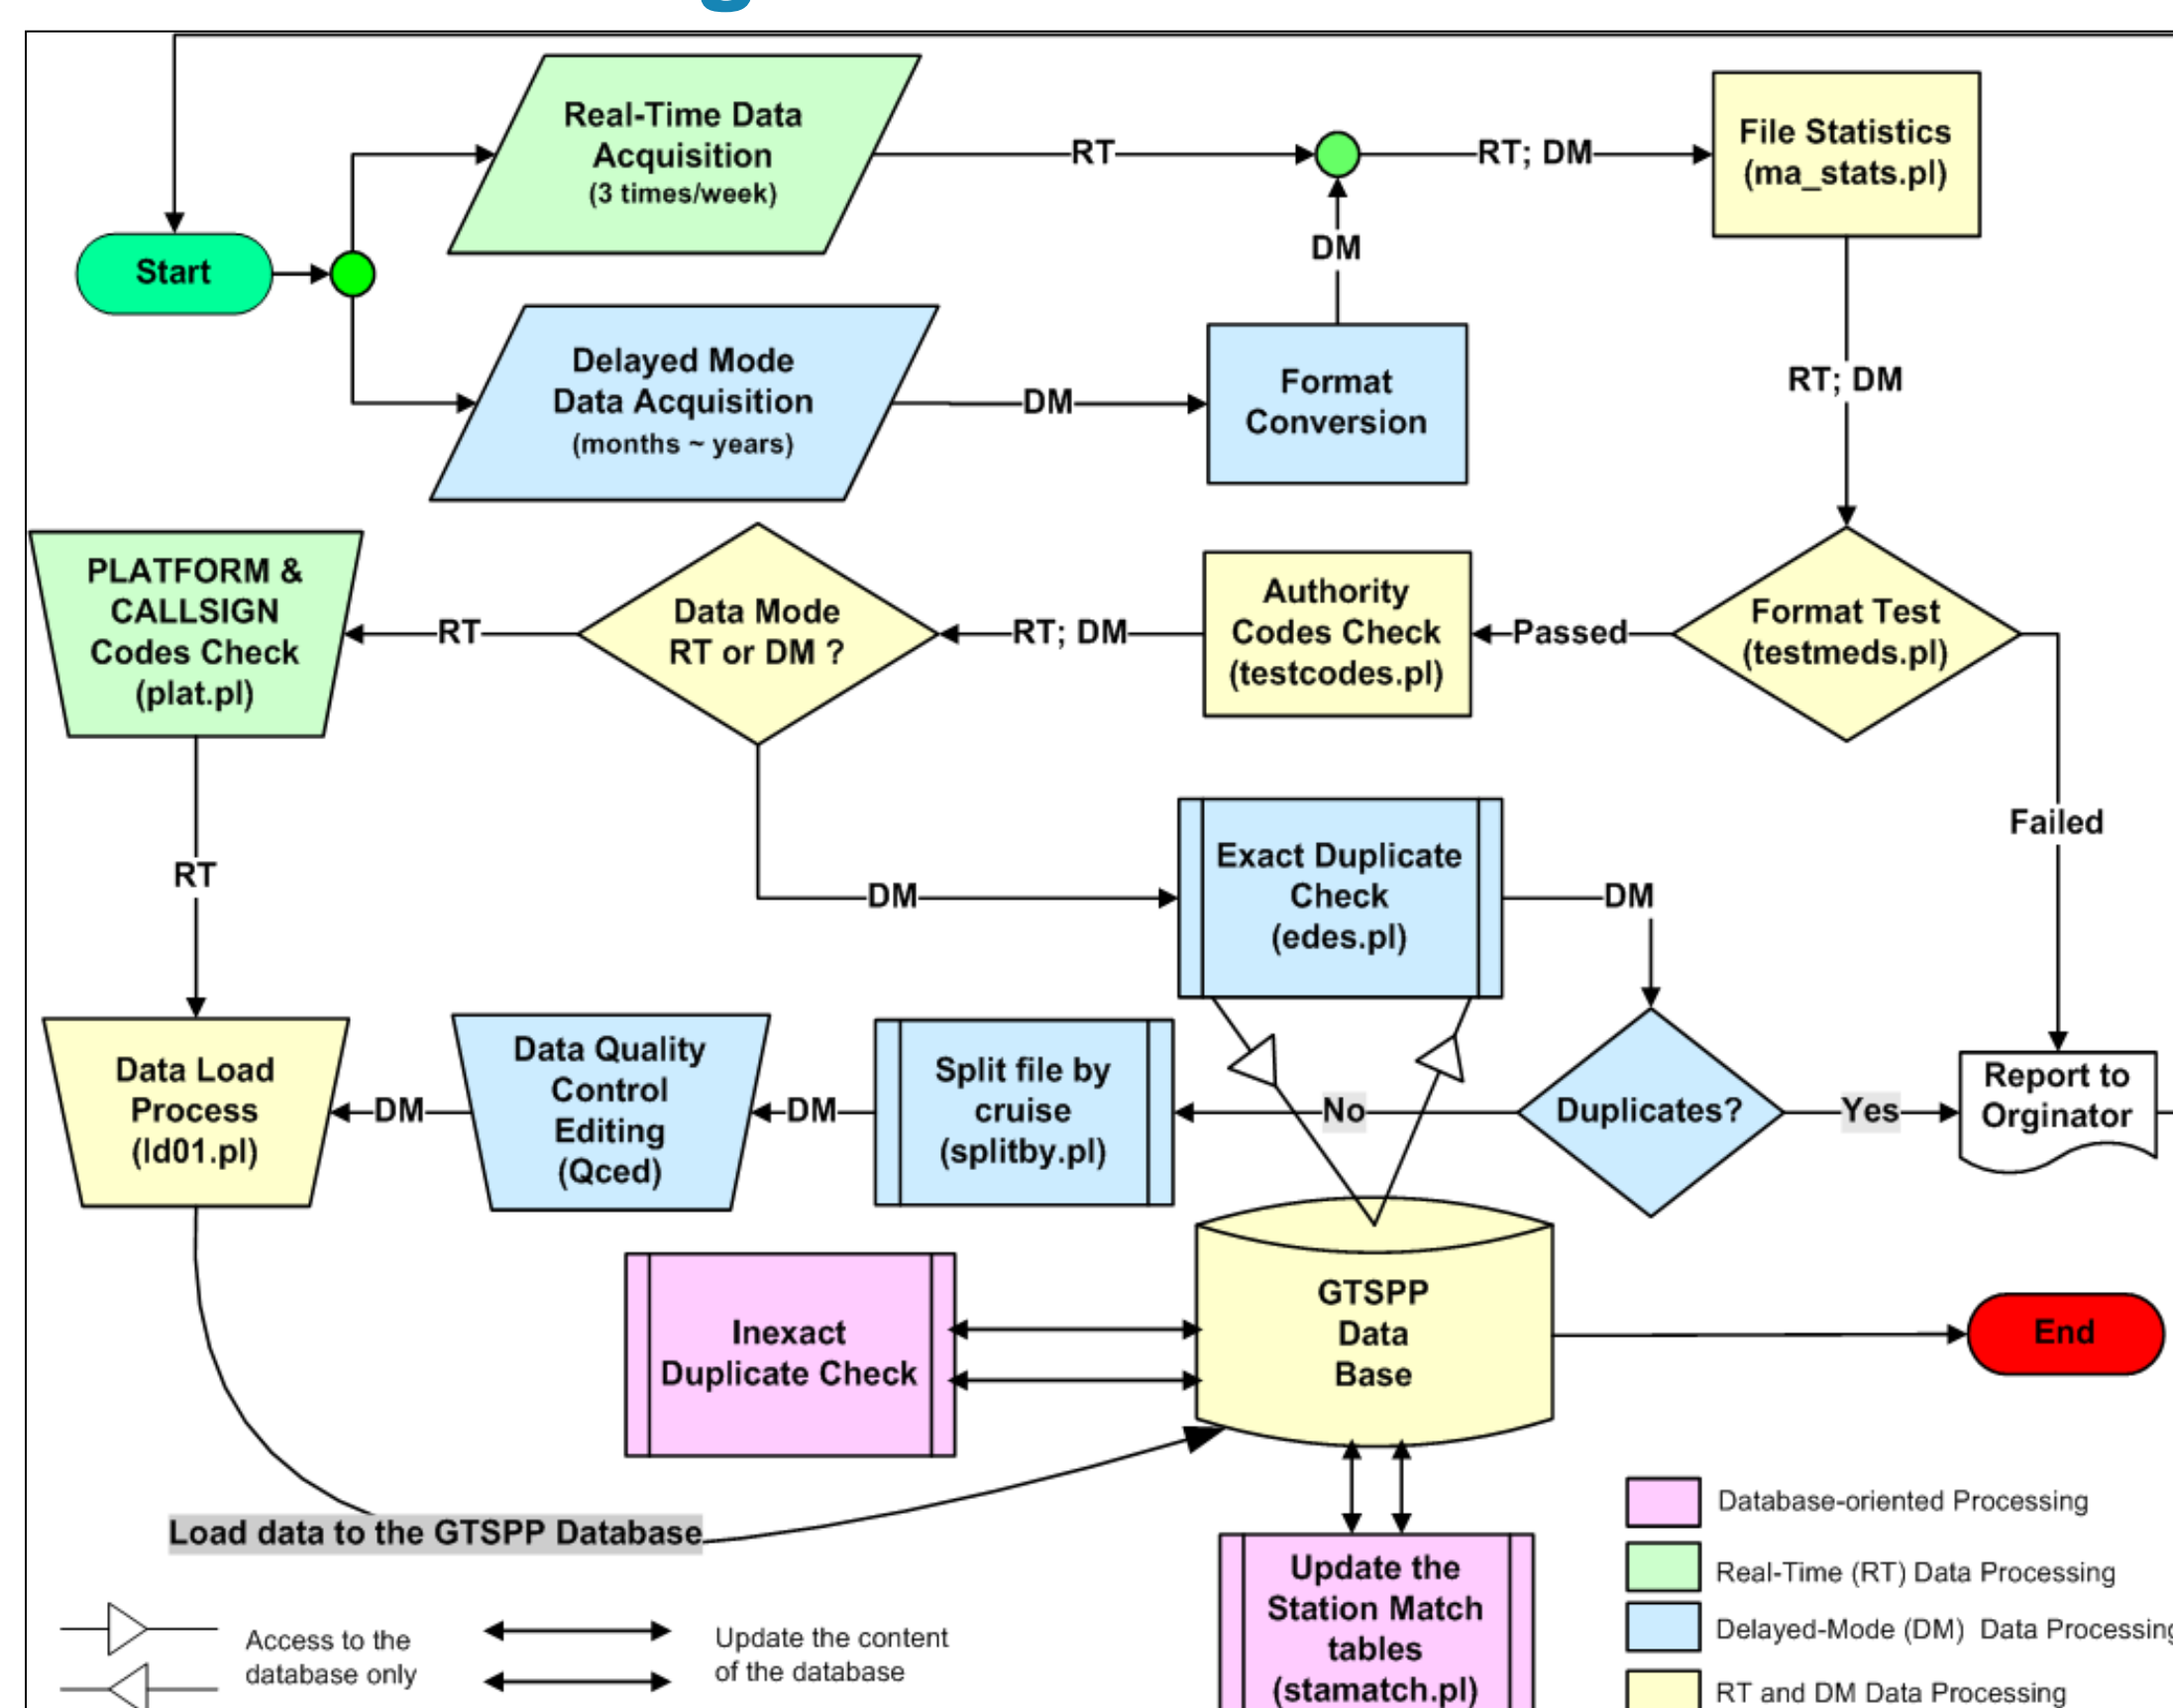 Real-Time Data
Acquisition
(3 times/week)
RT
RT; DM
File Statistics
(ma_stats.pl)
Start
DM
Delayed Mode
Data Acquisition
(months ~ years)
DM
Format
Conversion
RT; DM
PLATFORM &
CALLSIGN
Codes Check
(plat.pl)
RT
Data Mode
RT or DM ?
RT; DM
Authority
Codes Check
(testcodes.pl)
Passed
Format Test
(testmeds.pl)
Failed
RT
DM
Exact Duplicate
Check
(edes.pl)
DM
Data Load
Process
(ld01.pl)
DM
Data Quality
Control
Editing
(Qced)
DM
Split file by
cruise
(splitby.pl)
No
Duplicates?
Yes
Report to
Orginator
Inexact
Duplicate Check
GTSPP
Data
Base
End
Load data to the GTSPP Database
Update the
Station Match
tables
(stamatch.pl)
Access to the
database only
Update the content
of the database
Database-oriented Processing
Real-Time (RT) Data Processing
Delayed-Mode (DM) Data Processing
RT and DM Data Processing